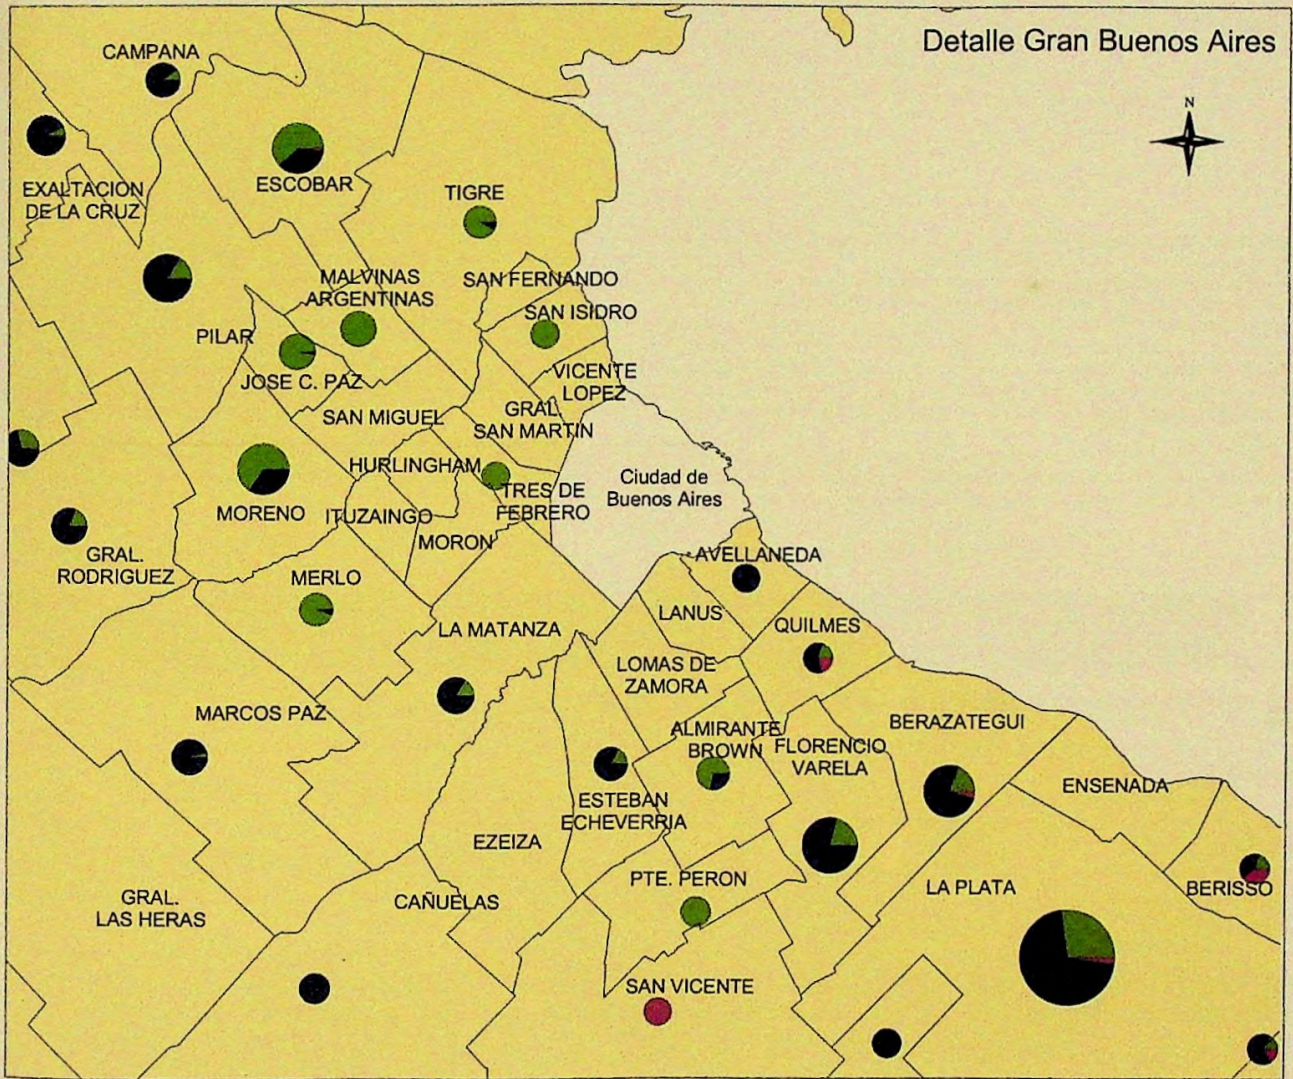 Detalle Gran Buenos Aires
N
CAMPANA
EXALTACION
DE LA CRUZ
ESCOBAR
TIGRE
MALVINAS
ARGENTINAS
SAN FERNANDO
SAN ISIDRO
PILAR
JOSE C. PAZ
VICENTE
LOPEZ
SAN MIGUEL
GRAL.
SAN MARTIN
HURLINGHAM
Ciudad de
Buenos Aires
TRES DE
FEBRERO
MORENO
ITUZAINGO
MORON
GRAL.
RODRIGUEZ
MERLO
AVELLANEDA
LANUS
QUILMES
LA MATANZA
LOMAS DE
ZAMORA
MARCOS PAZ
ALMIRANTE
BROWN
FLORENCIO
VARELA
BERAZATEGUI
ENSENADA
ESTEBAN
ECHEVERRIA
EZEIZA
PTE. PERON
LA PLATA
BERISSO
GRAL.
LAS HERAS
CAÑUELAS
SAN VICENTE